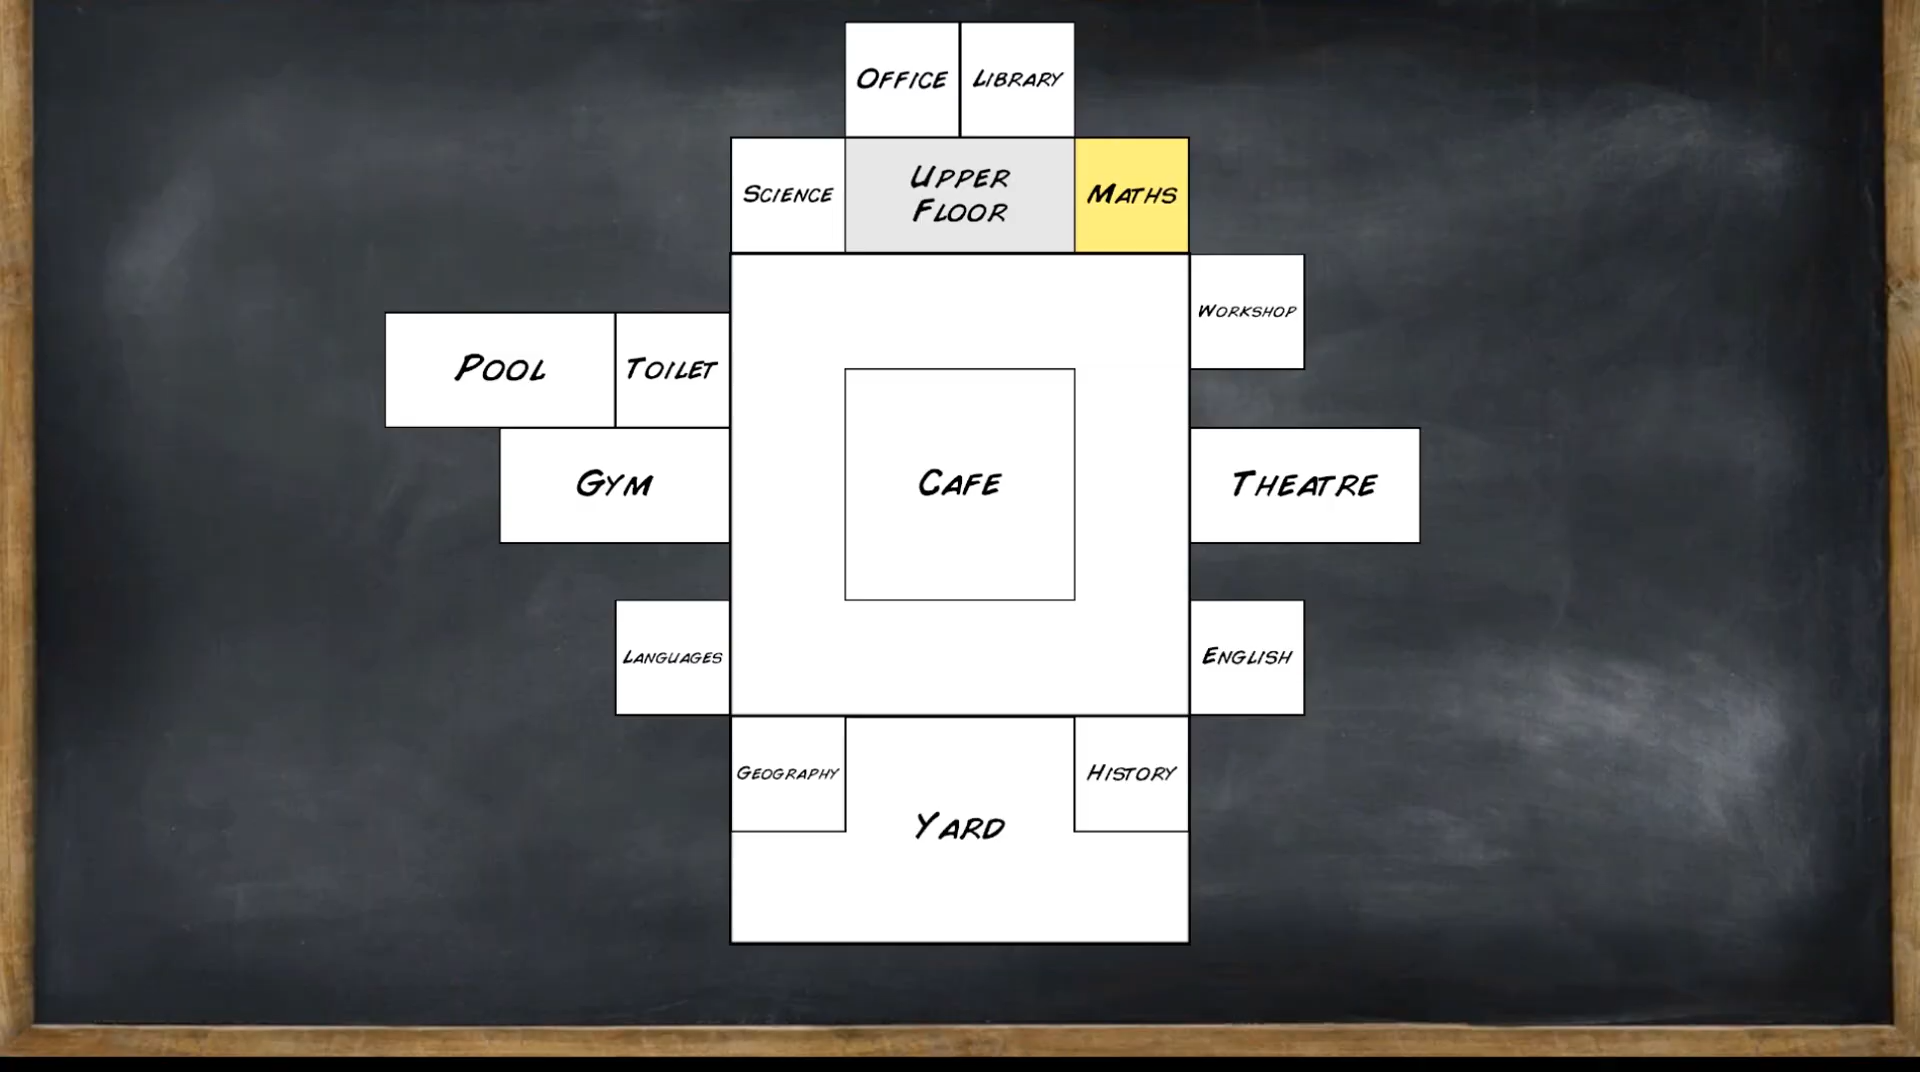 Office
Library
Science
Upper
Floor
Maths
Workshop
Pool
Toilet
Gym
Cafe
Theatre
Languages
English
Geography
History
Yard